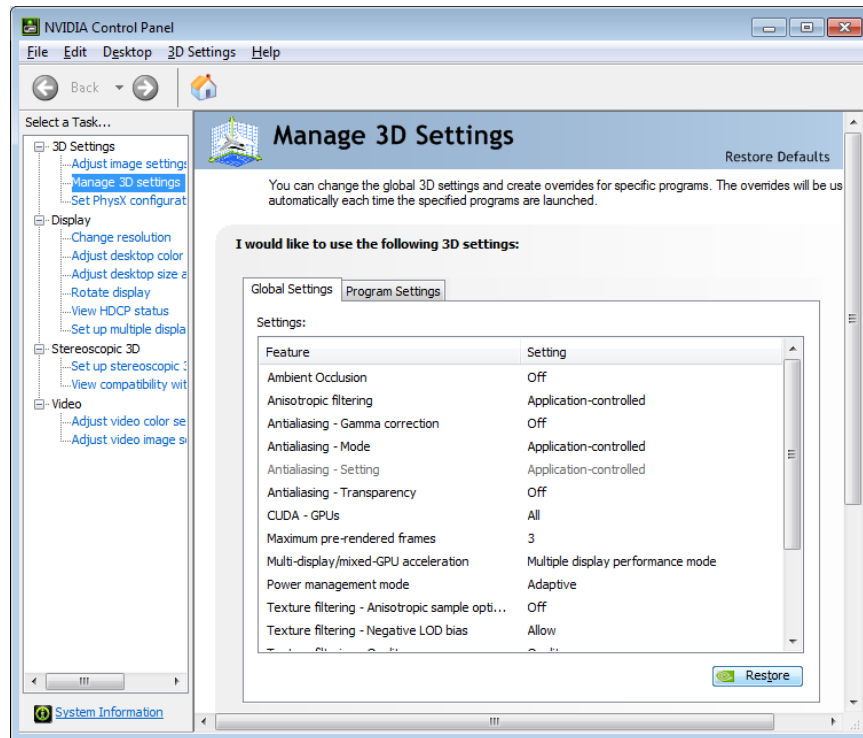 NVIDIA Control Panel
File Edit Desktop 3D Settings Help
Back
Select a Task...
3D Settings
Adjust image settings
Manage 3D settings
Set PhysX configurat
Display
Change resolution
Adjust desktop color
Adjust desktop size a
Rotate display
View HDCP status
Set up multiple displa
Stereoscopic 3D
Set up stereoscopic 3
View compatibility wit
Video
Adjust video color se
Adjust video image s
System Information
Manage 3D Settings
Restore Defaults
You can change the global 3D settings and create overrides for specific programs. The overrides will be us
automatically each time the specified programs are launched.
I would like to use the following 3D settings:
Global Settings Program Settings
Settings:
Feature Setting
Ambient Occlusion Off
Anisotropic filtering Application-controlled
Antialiasing - Gamma correction Off
Antialiasing - Mode Application-controlled
Antialiasing - Setting Application-controlled
Antialiasing - Transparency Off
CUDA - GPUs All
Maximum pre-rendered frames 3
Multi-display/mixed-GPU acceleration Multiple display performance mode
Power management mode Adaptive
Texture filtering - Anisotropic sample opti... Off
Texture filtering - Negative LOD bias Allow
Restore